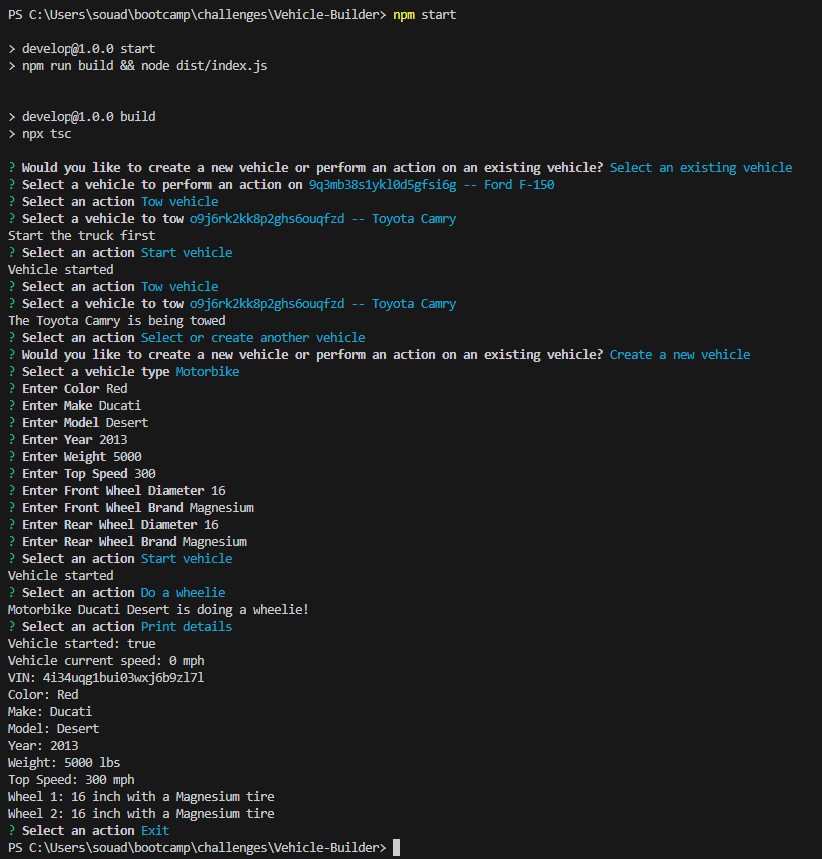 PS C:\Users\souad\bootcamp\challenges\Vehicle-Builder> npm start
> develop@1.0.0 start
> npm run build && node dist/index.js
> develop@1.0.0 build
> npx tsc
? Would you like to create a new vehicle or perform an action on an existing vehicle? Select an existing vehicle
? Select a vehicle to perform an action on 9q3mb38s1ykl0d5gfsi6g -- Ford F-150
? Select an action Tow vehicle
? Select a vehicle to tow o9j6rk2kk8p2ghs6ouqfzd -- Toyota Camry
Start the truck first
? Select an action Start vehicle
Vehicle started
? Select an action Tow vehicle
? Select a vehicle to tow o9j6rk2kk8p2ghs6ouqfzd -- Toyota Camry
The Toyota Camry is being towed
? Select an action Select or create another vehicle
? Would you like to create a new vehicle or perform an action on an existing vehicle? Create a new vehicle
? Select a vehicle type Motorbike
? Enter Color Red
? Enter Make Ducati
? Enter Model Desert
? Enter Year 2013
? Enter Weight 5000
? Enter Top Speed 300
? Enter Front Wheel Diameter 16
? Enter Front Wheel Brand Magnesium
? Enter Rear Wheel Diameter 16
? Enter Rear Wheel Brand Magnesium
? Select an action Start vehicle
Vehicle started
? Select an action Do a wheelie
Motorbike Ducati Desert is doing a wheelie!
? Select an action Print details
Vehicle started: true
Vehicle current speed: 0 mph
VIN: 4i34uqg1bui03wxj6b9zl7l
Color: Red
Make: Ducati
Model: Desert
Year: 2013
Weight: 5000 lbs
Top Speed: 300 mph
Wheel 1: 16 inch with a Magnesium tire
Wheel 2: 16 inch with a Magnesium tire
? Select an action Exit
PS C:\Users\souad\bootcamp\challenges\Vehicle-Builder>